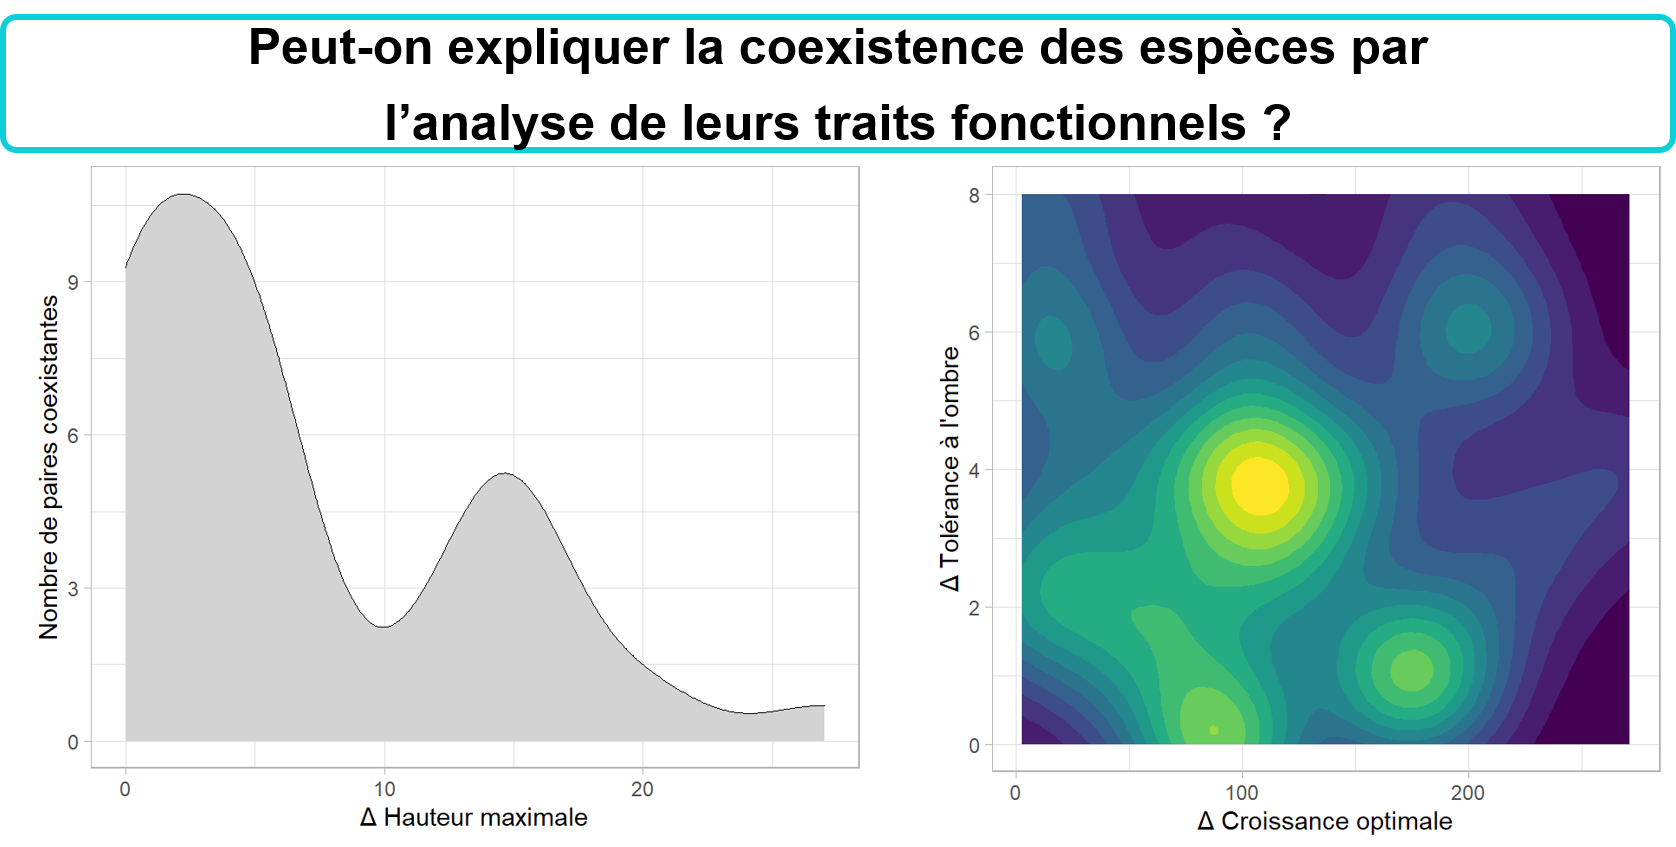 Peut-on expliquer la coexistence des espèces par
l’analyse de leurs traits fonctionnels ?
Nombre de paires coexistantes
9
6
3
0
0 10 20
Δ Hauteur maximale
Δ Tolérance à l'ombre
8
6
4
2
0
0 100 200
Δ Croissance optimale